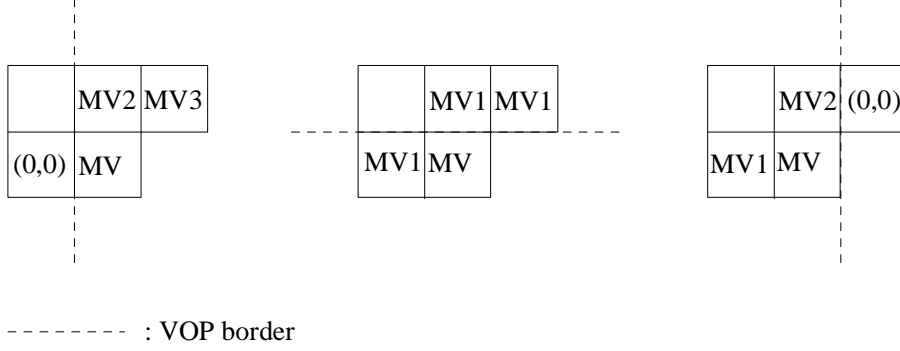 MV2 MV3 MV1 MV1 MV2 (0,0)
(0,0) MV MV1 MV MV1 MV
: VOP border